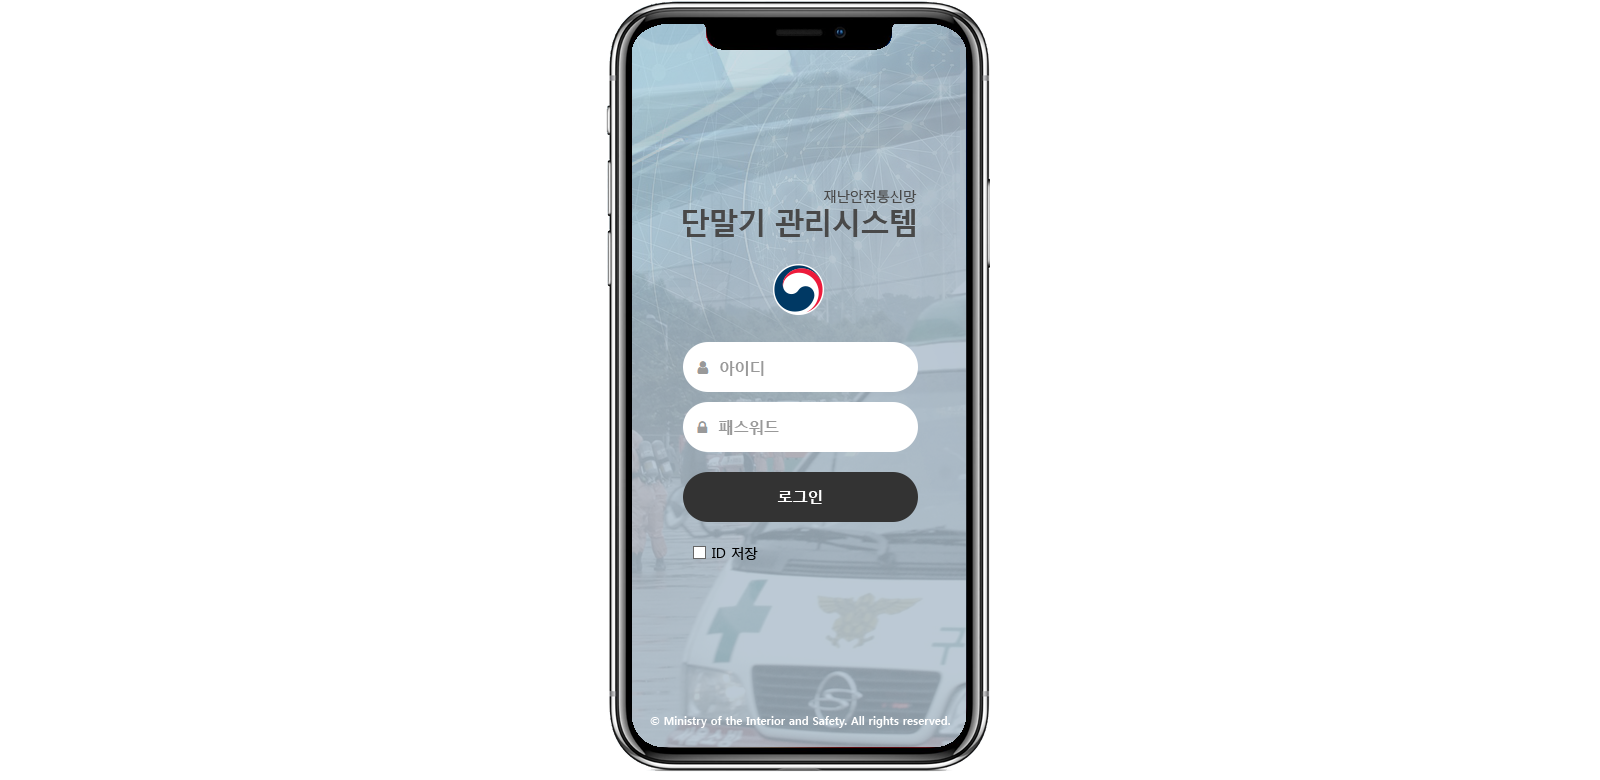 재난안전통신망
단말기 관리시스템
아이디
패스워드
로그인
ID 저장
구
© Ministry of the Interior and Safety. All rights reserved.